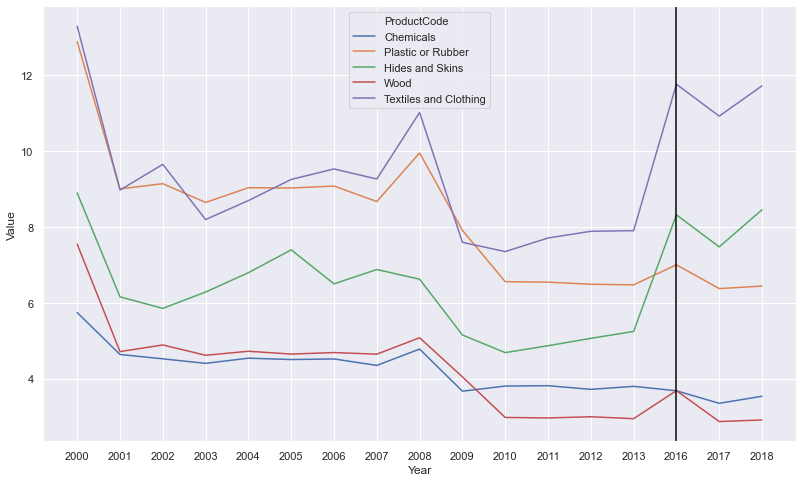 ProductCode
Chemicals
Plastic or Rubber
Hides and Skins
Wood
Textiles and Clothing
12
10
8
6
4
Value
2000 2001 2002 2003 2004 2005 2006 2007 2008 2009 2010 2011 2012 2013 2016 2017 2018
Year